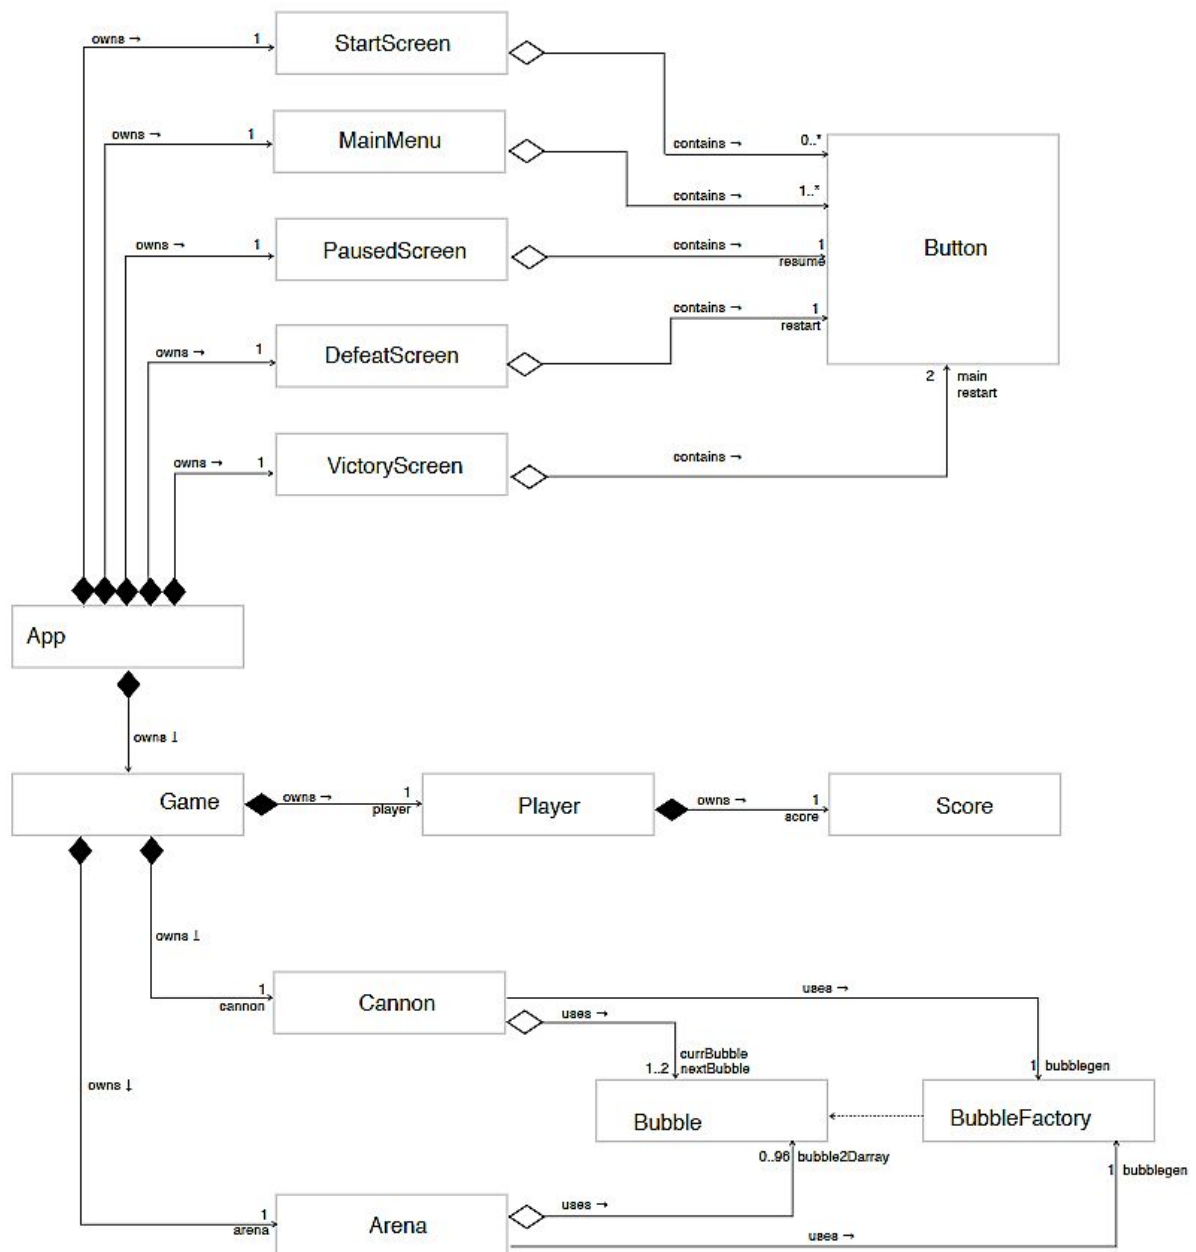 owns → 1 StartScreen
owns → 1 MainMenu
contains → 0..*
contains → 1..*
owns → 1 PausedScreen
contains → 1
resume
Button
contains → 1
restart
owns → 1 DefeatScreen
2 main
restart
owns → 1 VictoryScreen
contains →
App
owns ↓
Game
owns → 1
player
Player
owns → 1
score
Score
owns ↓
1
cannon
Cannon
uses →
uses →
currBubble
1..2 nextBubble
1 bubblegen
owns ↓
Bubble
BubbleFactory
0..96 bubble2Darray
1 bubblegen
1
arena
Arena
uses →
uses →